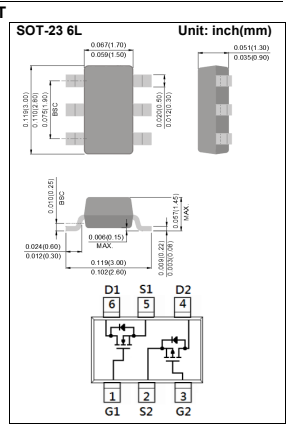 T
SOT-23 6L Unit: inch(mm)
0.067(1.70)
0.059(1.50)
0.051(1.30)
0.035(0.90)
0.119(3.00)
0.110(2.80)
0.075(1.90)
BSC
0.020(0.50)
0.012(0.30)
0.010(0.25)
BSC
0.057(1.45)
MAX.
0.006(0.15)
MAX.
0.024(0.60)
0.012(0.30)
0.119(3.00)
0.102(2.60)
0.009(0.22)
0.003(0.08)
D1 S1 D2
6 5 4
1 2 3
G1 S2 G2